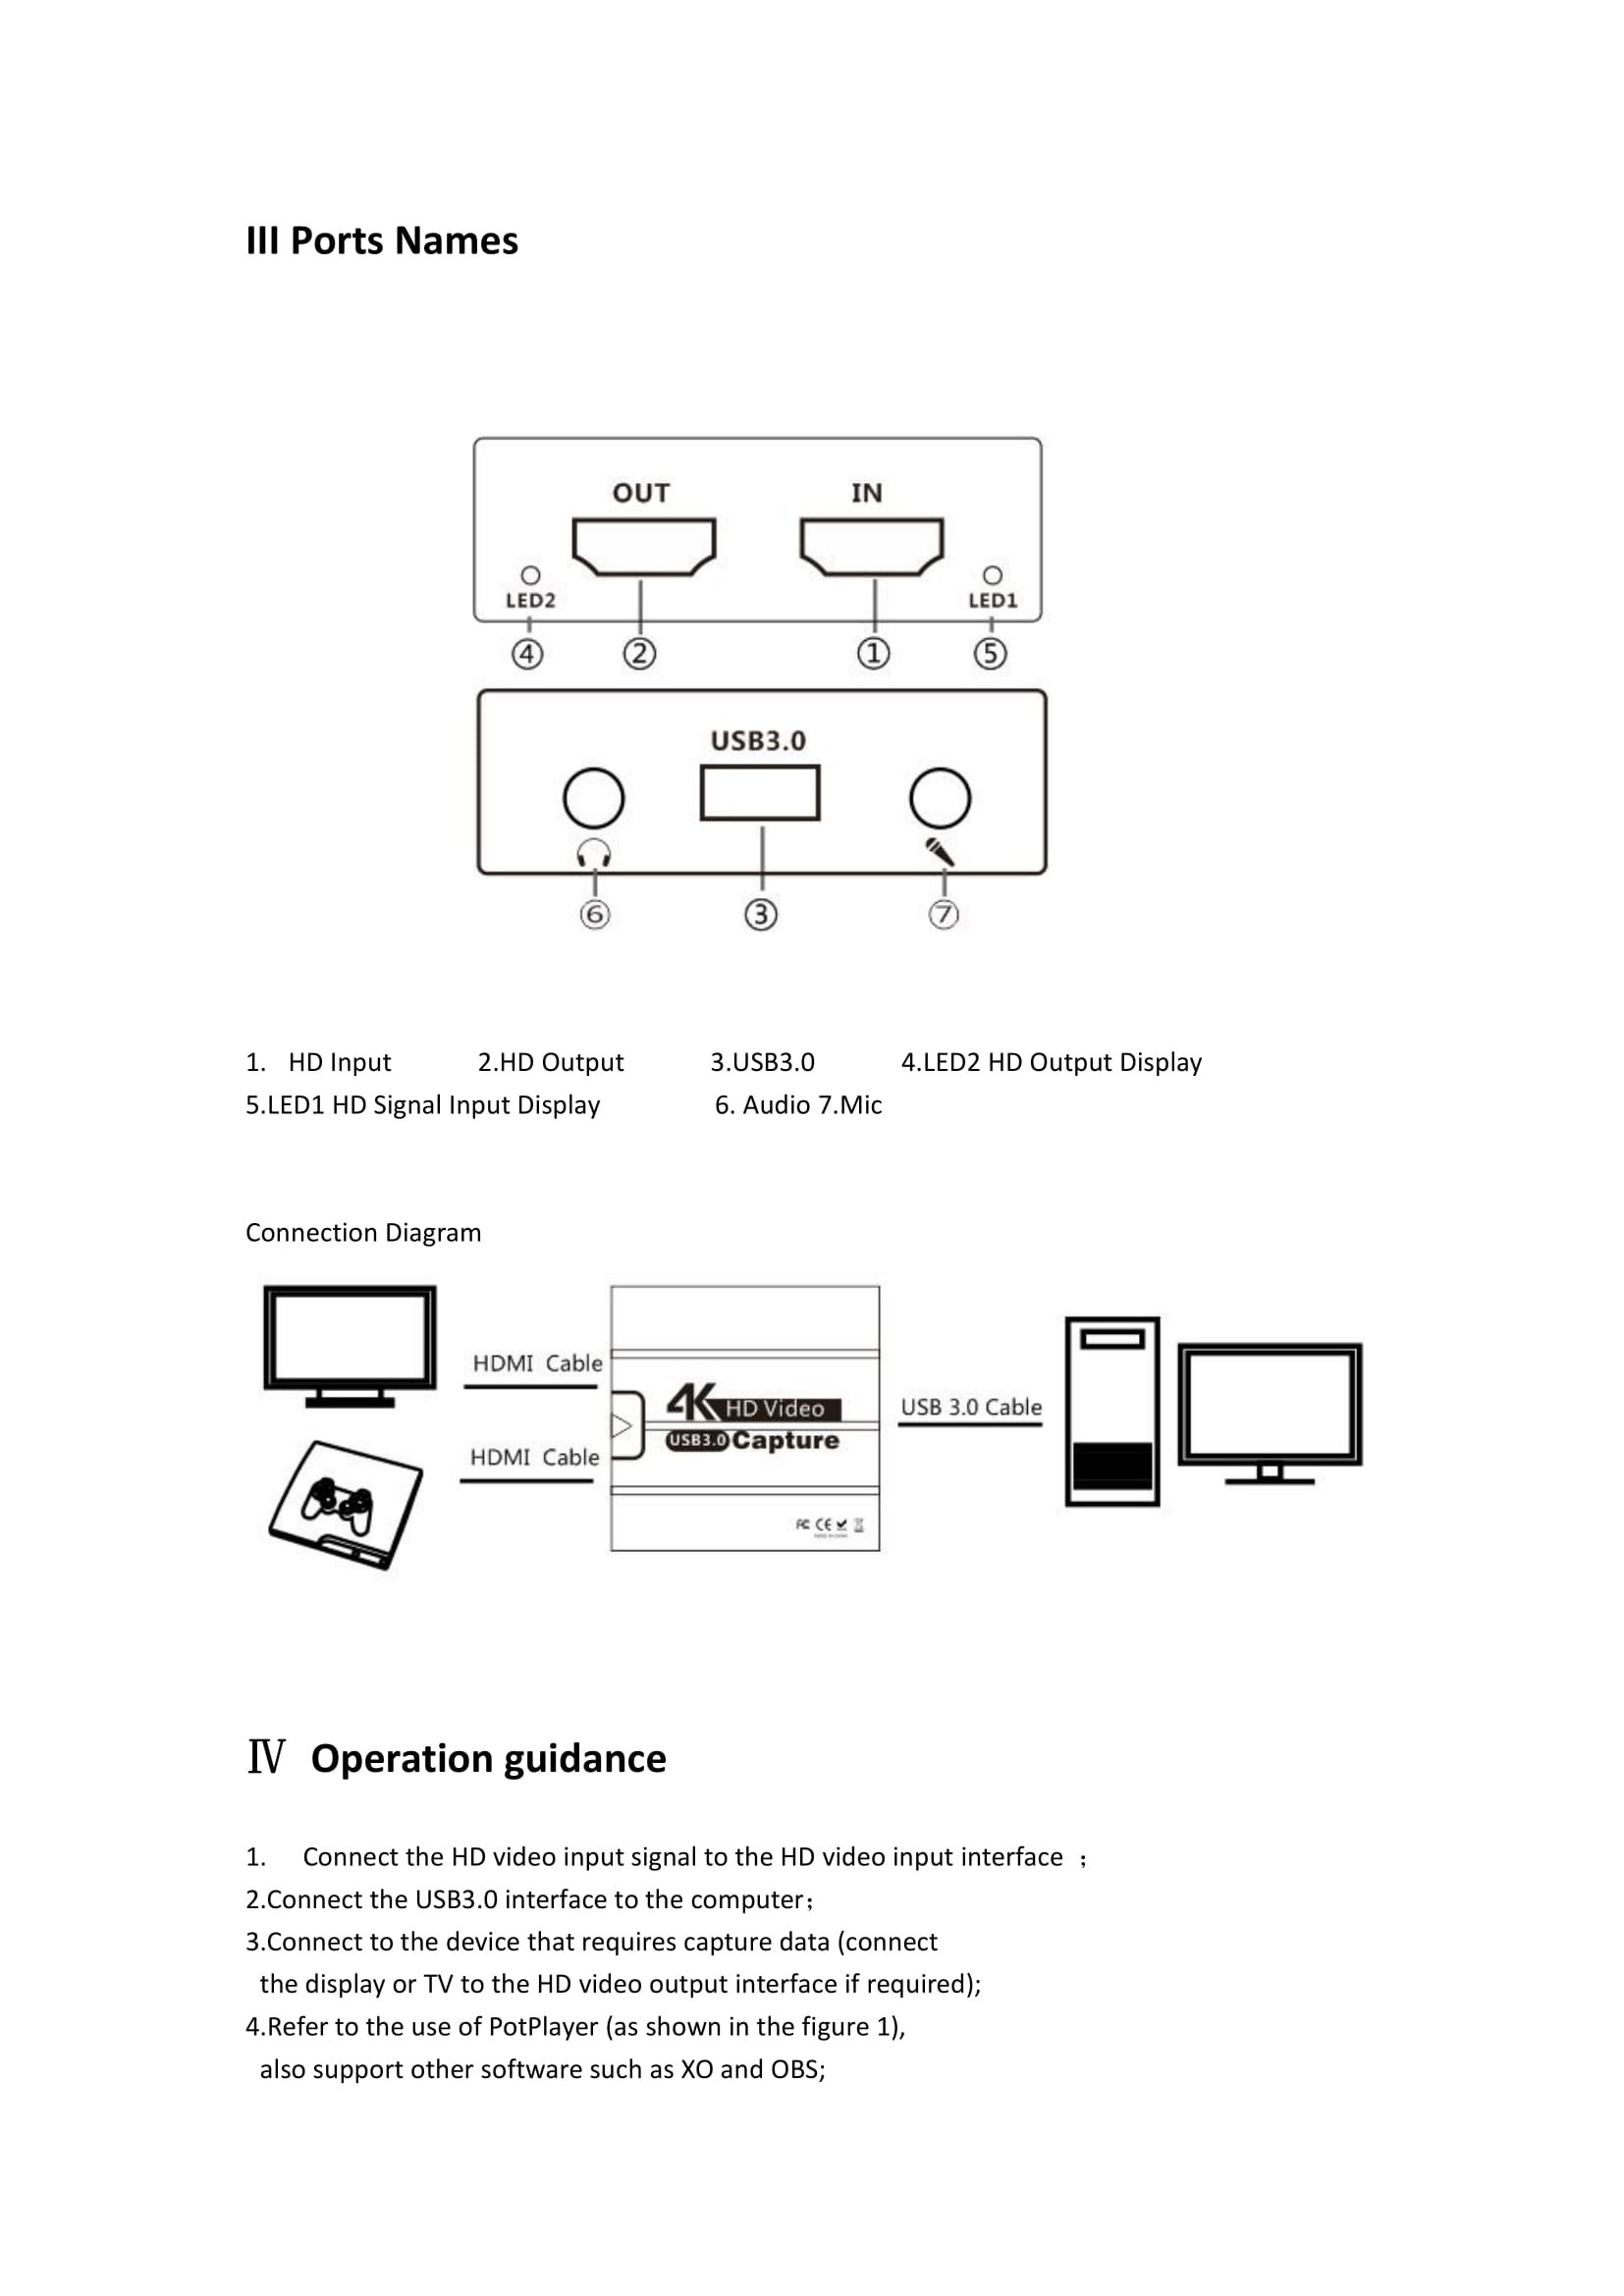 III Ports Names
OUT IN
LED2 LED1
④ ② ① ⑤
USB3.0
⑥ ③ ⑦
1. HD Input 2.HD Output 3.USB3.0 4.LED2 HD Output Display
5.LED1 HD Signal Input Display 6. Audio 7.Mic
Connection Diagram
HDMI Cable
HDMI Cable
4K HD Video
USB3.0 Capture
FC CE
USB 3.0 Cable
Ⅳ Operation guidance
1. Connect the HD video input signal to the HD video input interface ；
2.Connect the USB3.0 interface to the computer；
3.Connect to the device that requires capture data (connect
the display or TV to the HD video output interface if required);
4.Refer to the use of PotPlayer (as shown in the figure 1),
also support other software such as XO and OBS;